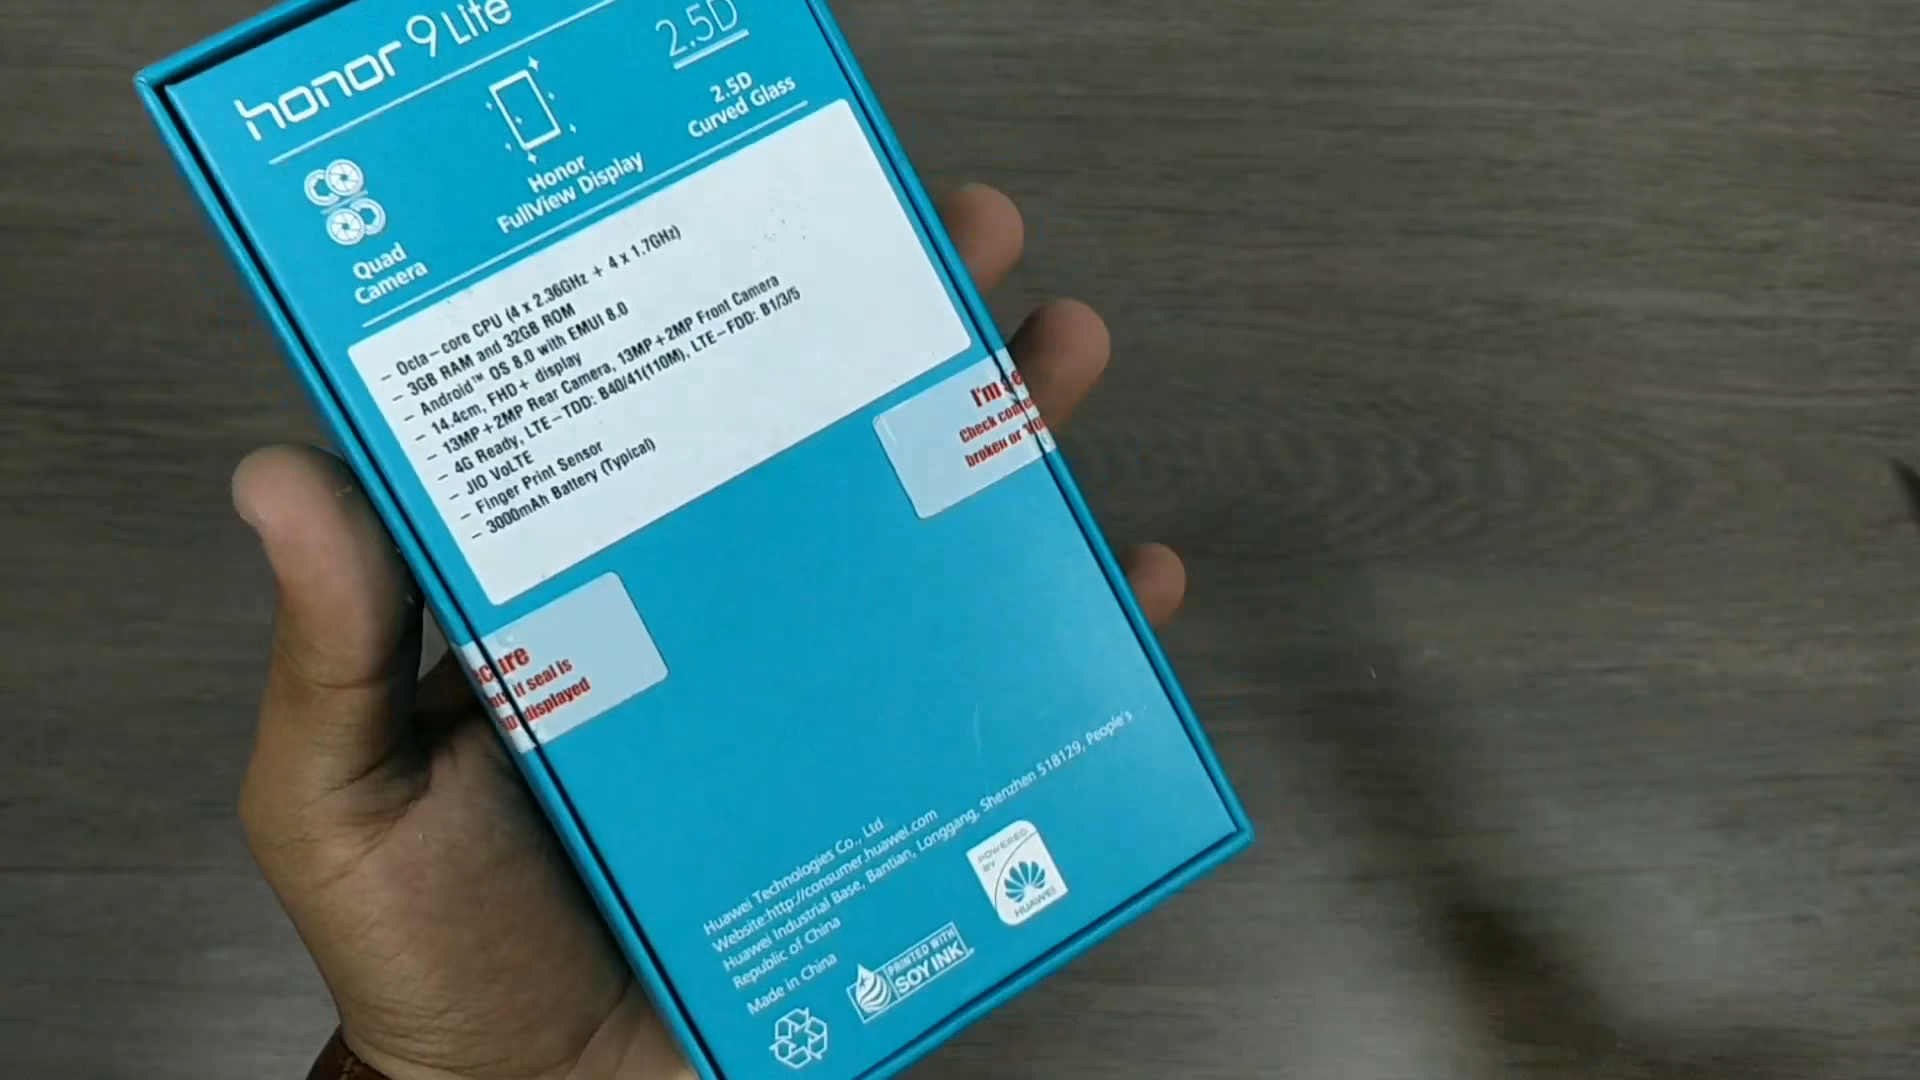 honor 9 Lite
Quad
Camera
Honor
FullView Display
2.5D
2.5D
Curved Glass
– Octa–core CPU (4 x 2.36GHz + 4 x 1.7GHz)
– 3GB RAM and 32GB ROM
– Android™ OS 8.0 with EMUI 8.0
– 14.4cm, FHD+ display
– 13MP+2MP Rear Camera, 13MP+2MP Front Camera
– 4G Ready, LTE–TDD: B40/41(110M), LTE–FDD: B1/3/5
– JIO VoLTE
– Finger Print Sensor
– 3000mAh Battery (Typical)
I'm
Check
broken or
if seal is
displayed
Huawei Technologies Co., Ltd.
Website:http://consumer.huawei.com
Huawei Industrial Base, Bantian, Longgang, Shenzhen 518129, People's
Republic of China
Made in China
PRINTED WITH
SOY INK
POWERED
BY
HUAWEI